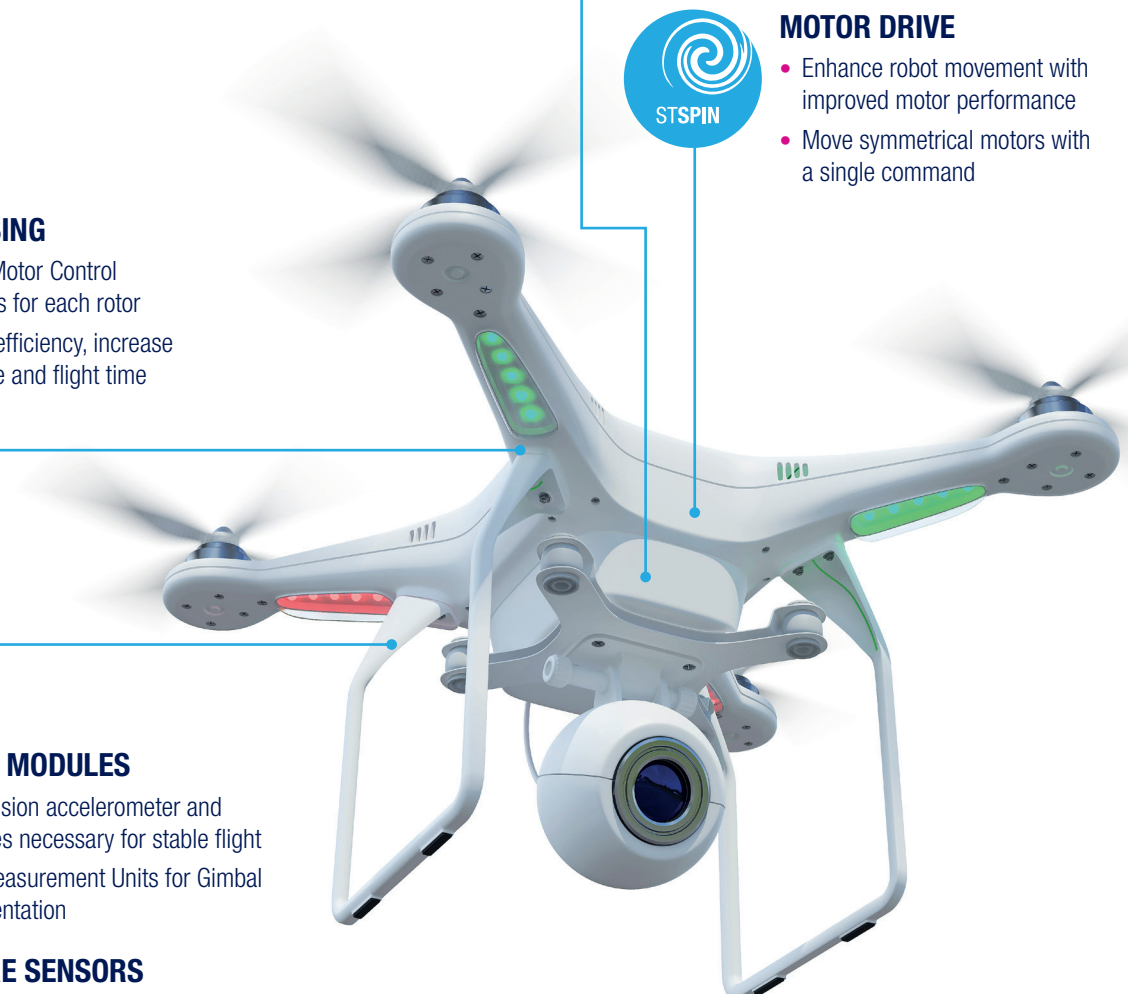 MOTOR DRIVE
• Enhance robot movement with
improved motor performance
• Move symmetrical motors with
a single command
STSPIN
SING
Motor Control
s for each rotor
efficiency, increase
e and flight time
MODULES
sion accelerometer and
es necessary for stable flight
easurement Units for Gimbal
entation
E SENSORS